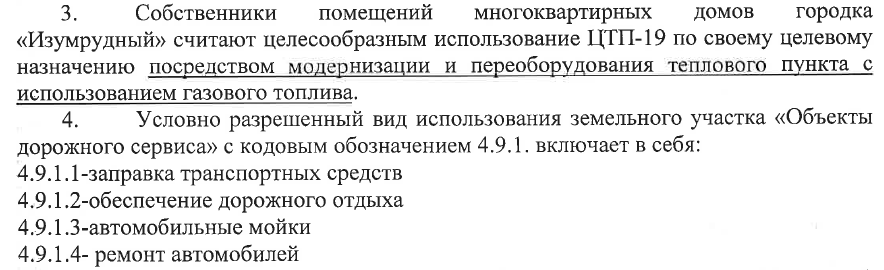 3. Собственники помещений многоквартирных домов городка
«Изумрудный» считают целесообразным использование ЦТП-19 по своему целевому
назначению посредством модернизации и переоборудования теплового пункта с
использованием газового топлива.
4. Условно разрешенный вид использования земельного участка «Объекты
дорожного сервиса» с кодовым обозначением 4.9.1. включает в себя:
4.9.1.1-заправка транспортных средств
4.9.1.2-обеспечение дорожного отдыха
4.9.1.3-автомобильные мойки
4.9.1.4- ремонт автомобилей